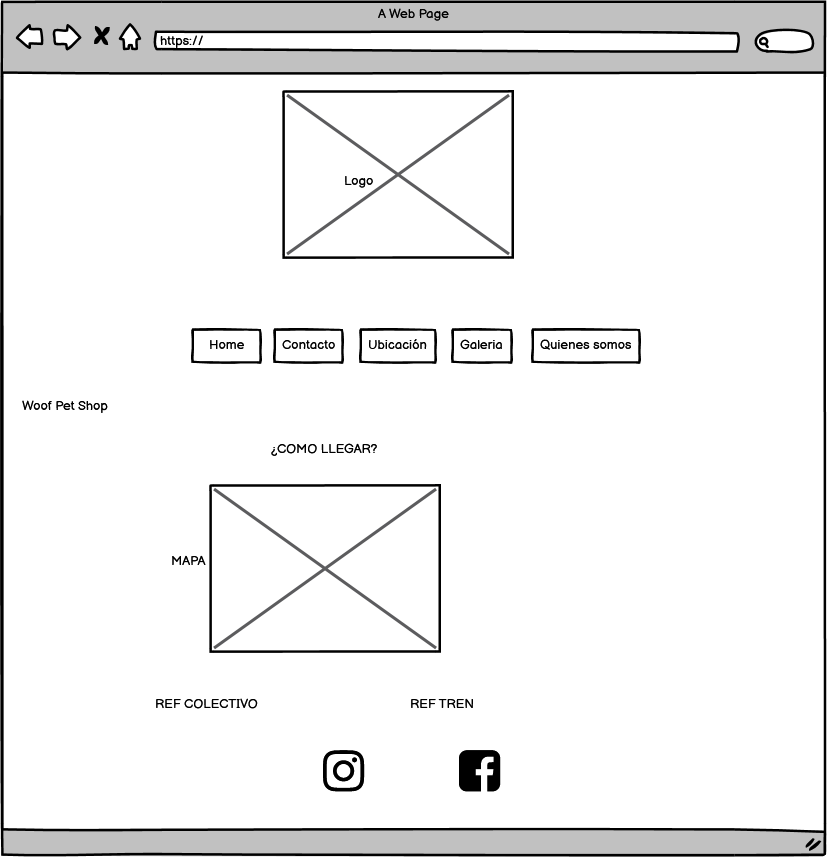 A Web Page
https://
Logo
Home
Contacto
Ubicación
Galeria
Quienes somos
Woof Pet Shop
¿COMO LLEGAR?
MAPA
REF COLECTIVO
REF TREN